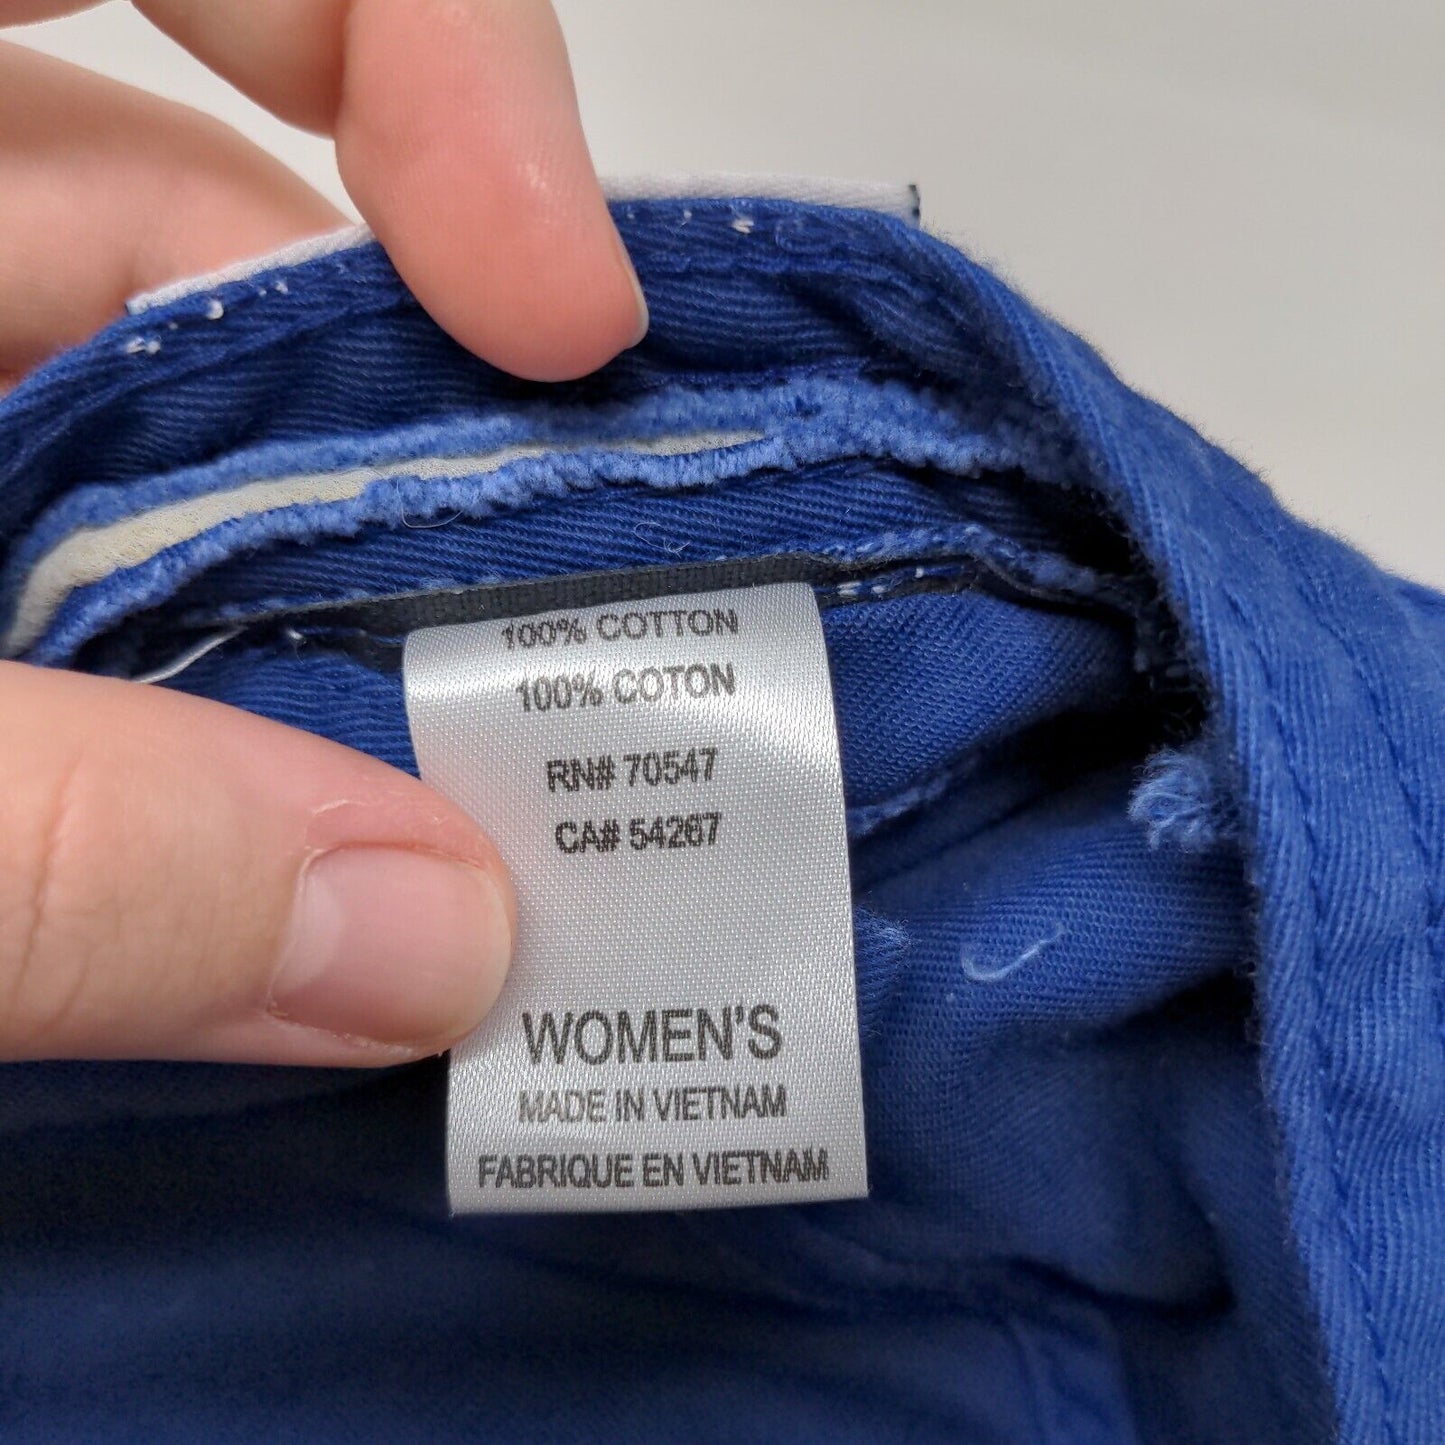 100% COTTON
100% COTON
RN# 70547
CA# 54267
WOMEN'S
MADE IN VIETNAM
FABRIQUE EN VIETNAM